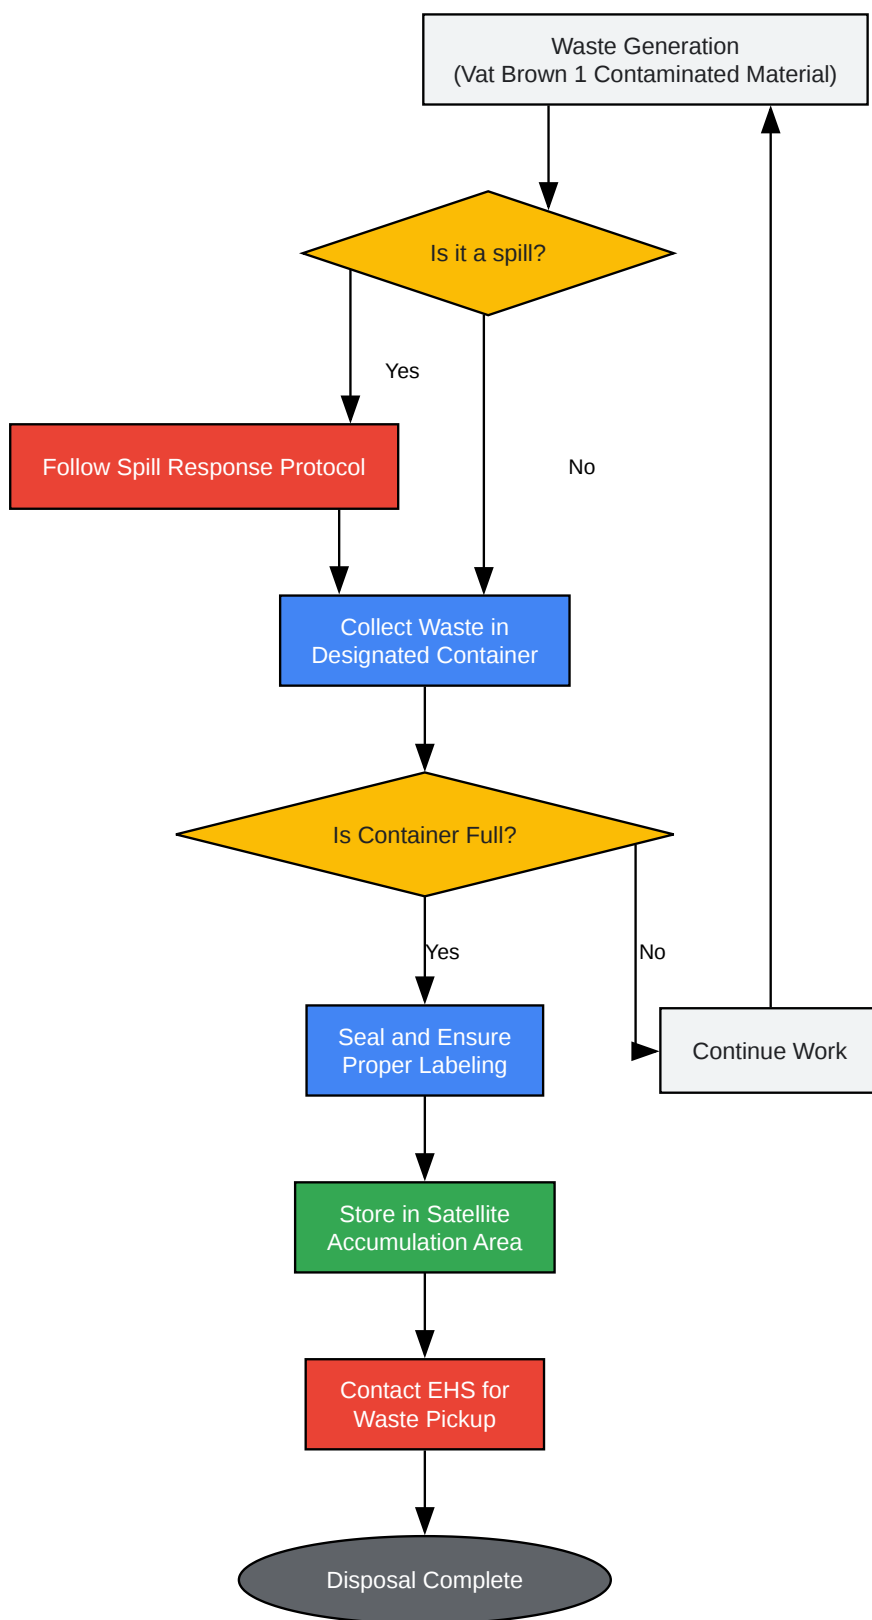 Waste Generation
(Vat Brown 1 Contaminated Material)
Is it a spill?
Yes
Follow Spill Response Protocol
No
Collect Waste in
Designated Container
Is Container Full?
Yes
No
Seal and Ensure
Proper Labeling
Continue Work
Store in Satellite
Accumulation Area
Contact EHS for
Waste Pickup
Disposal Complete